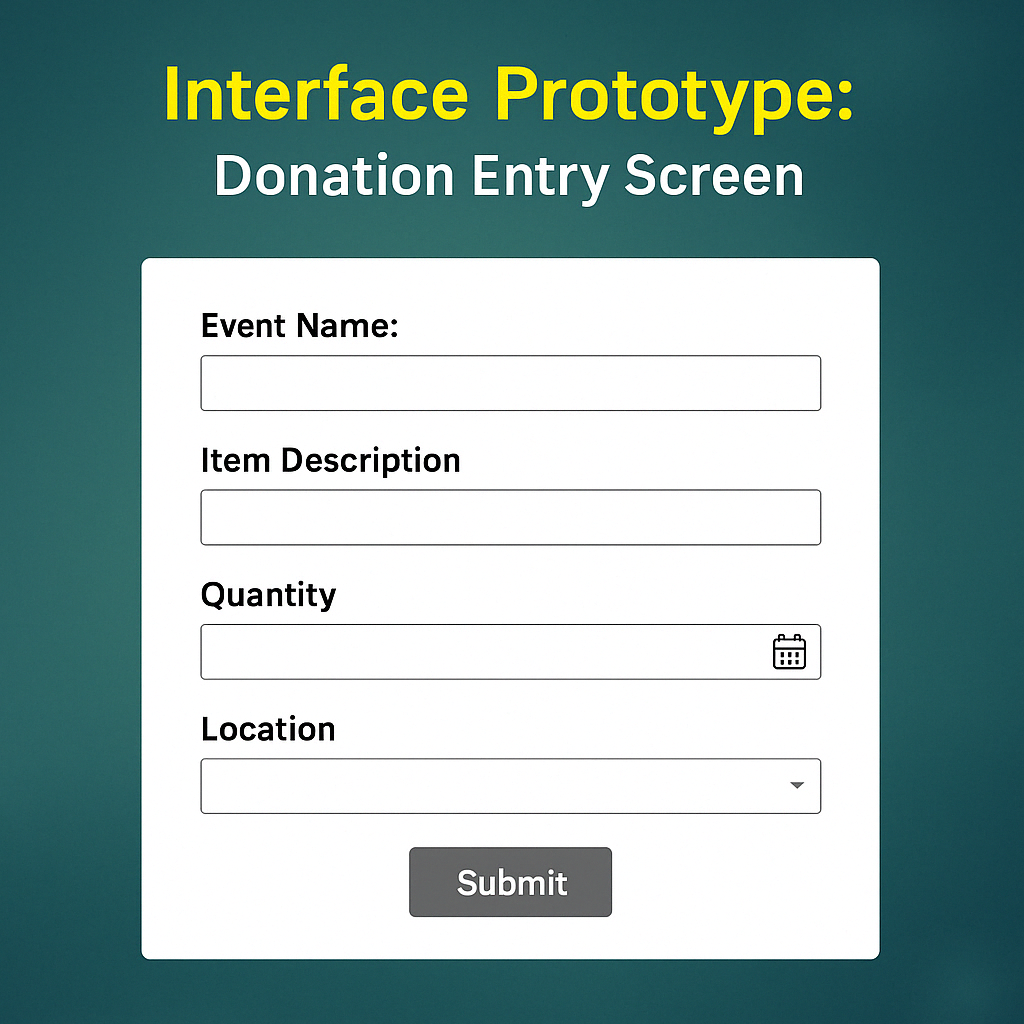 Interface Prototype:
Donation Entry Screen
Event Name:
Item Description
Quantity
Location
Submit